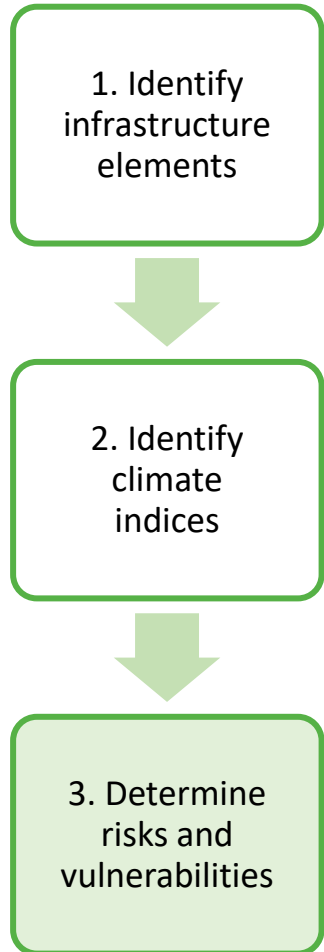 1. Identify
infrastructure
elements
2. Identify
climate
indices
3. Determine
risks and
vulnerabilities